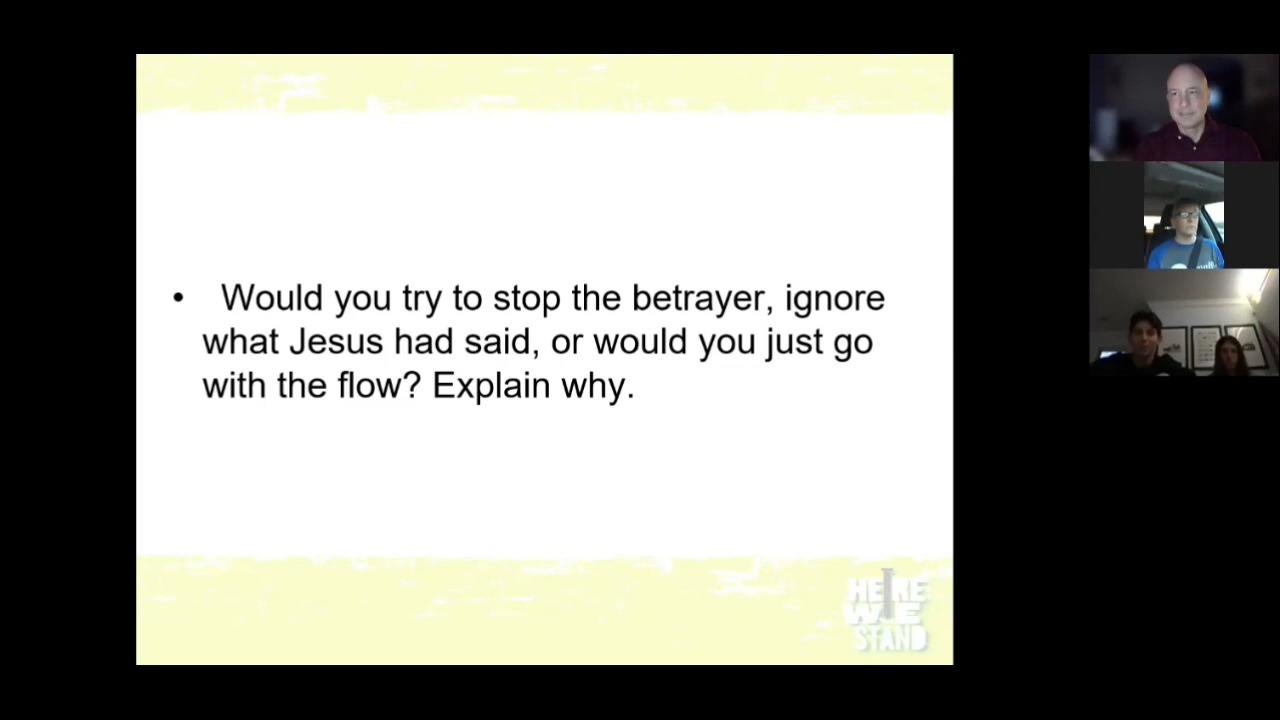 • Would you try to stop the betrayer, ignore
what Jesus had said, or would you just go
with the flow? Explain why.
HERE
WE
STAND